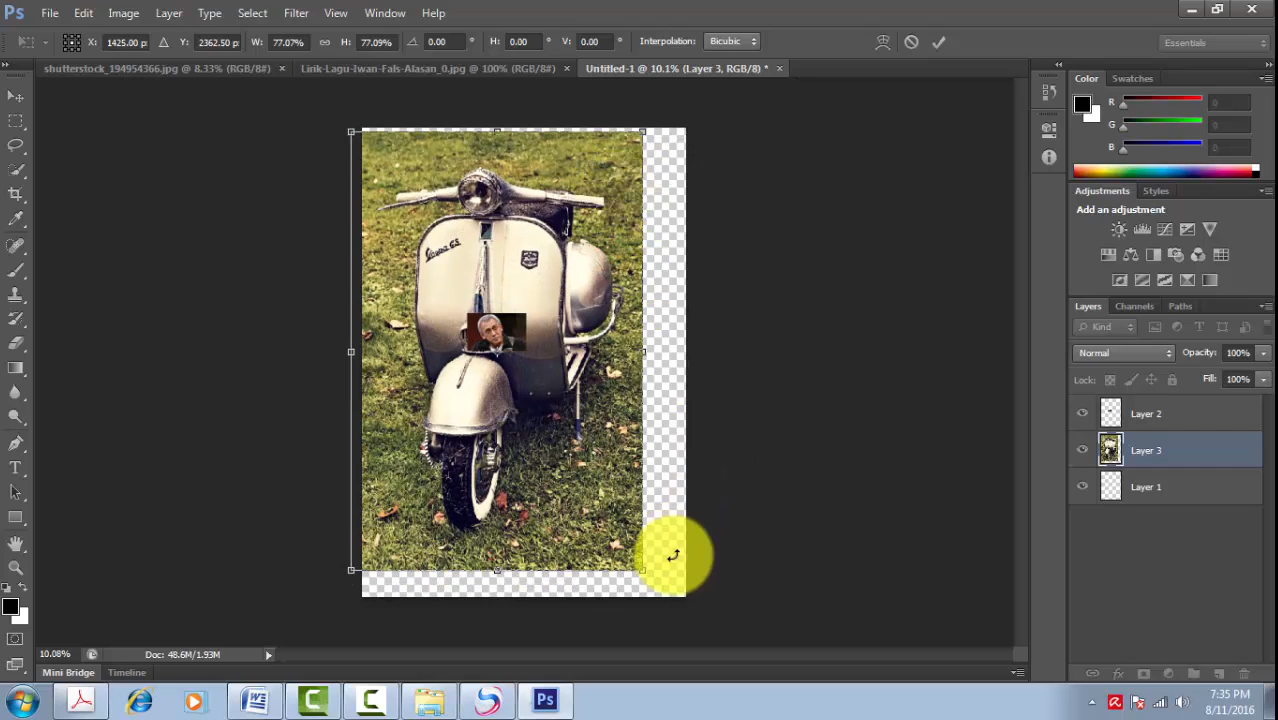 Ps File Edit Image Layer Type Select Filter View Window Help
X: 1425.00 p Y: 2362.50 p W: 77.07% H: 77.09% 0.00 ° H: 0.00 ° V: 0.00 ° Interpolation: Bicubic Essentials
shutterstock_194954366.jpg @ 8.33% (RGB/8#) × Lirik-Lagu-Iwan-Fals-Alasan_0.jpg @ 100% (RGB/8#) × Untitled-1 @ 10.1% (Layer 3, RGB/8) * ×
Color Swatches
R 0
G 0
B 0
Adjustments Styles
Add an adjustment
Layers Channels Paths
Kind
Normal Opacity: 100%
Lock: Fill: 100%
Layer 2
Layer 3
Layer 1
10.08% Doc: 48.6M/1.93M
Mini Bridge Timeline
7:35 PM
8/11/2016